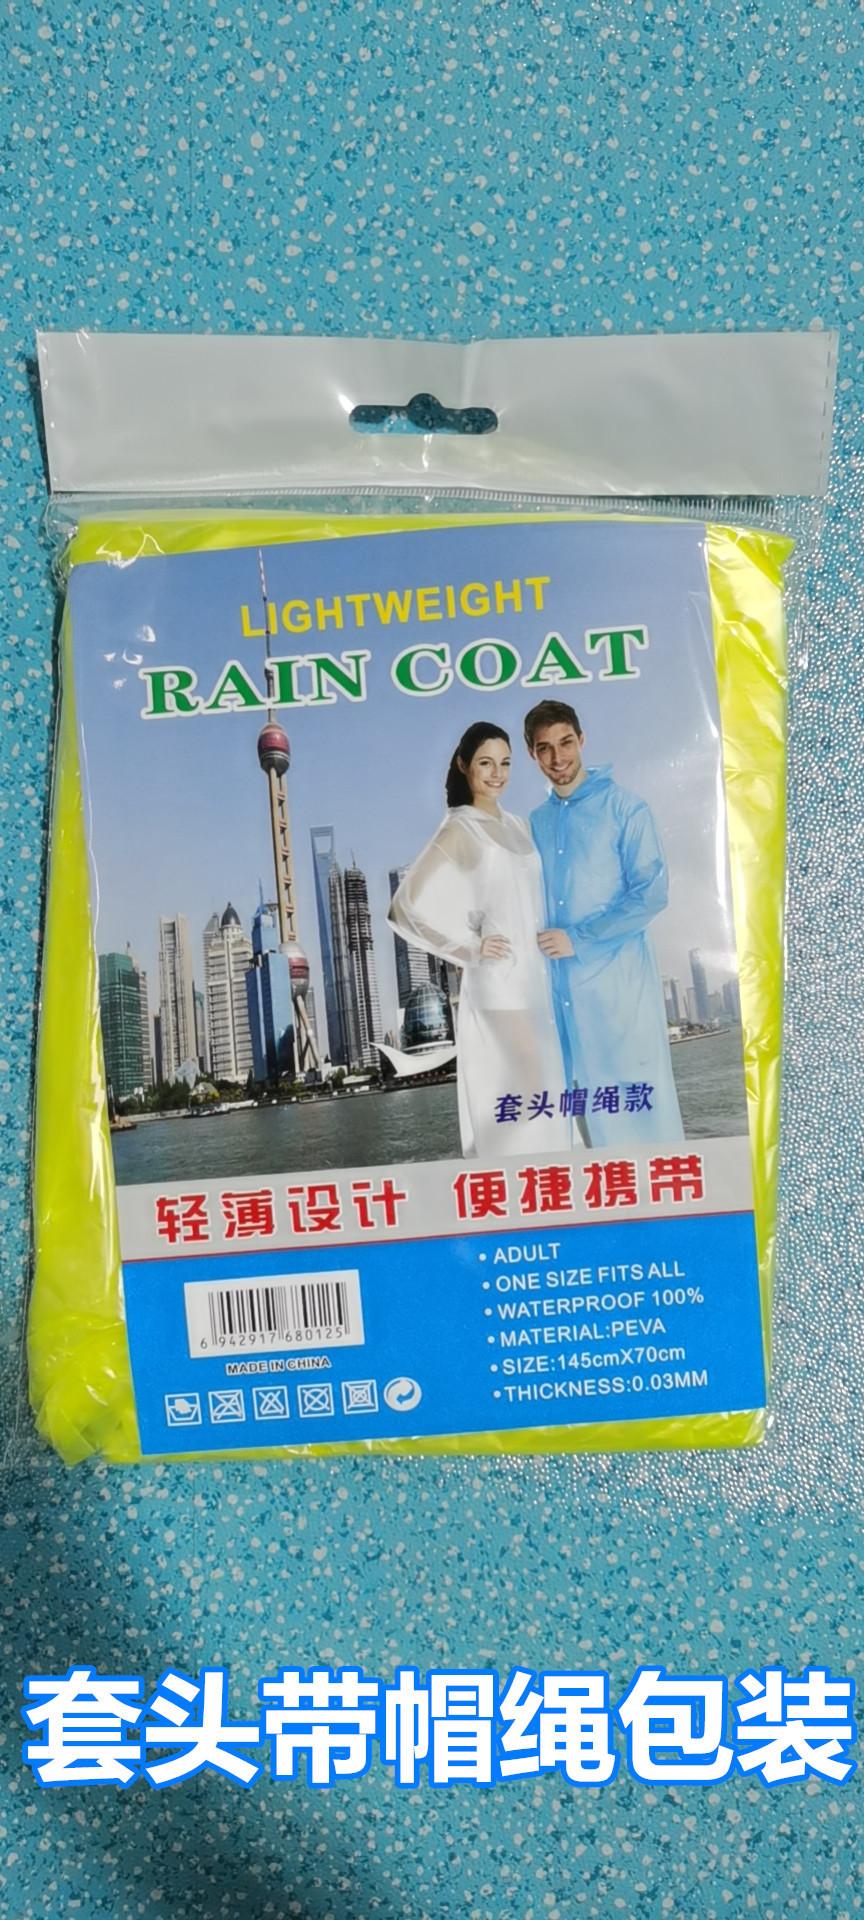 LIGHTWEIGHT
RAIN COAT
套头帽绳款
轻薄设计 便捷携带
• ADULT
• ONE SIZE FITS ALL
• WATERPROOF 100%
• MATERIAL:PEVA
• SIZE:145cmX70cm
• THICKNESS:0.03MM
6 942917 680125
MADE IN CHINA
套头带帽绳包装